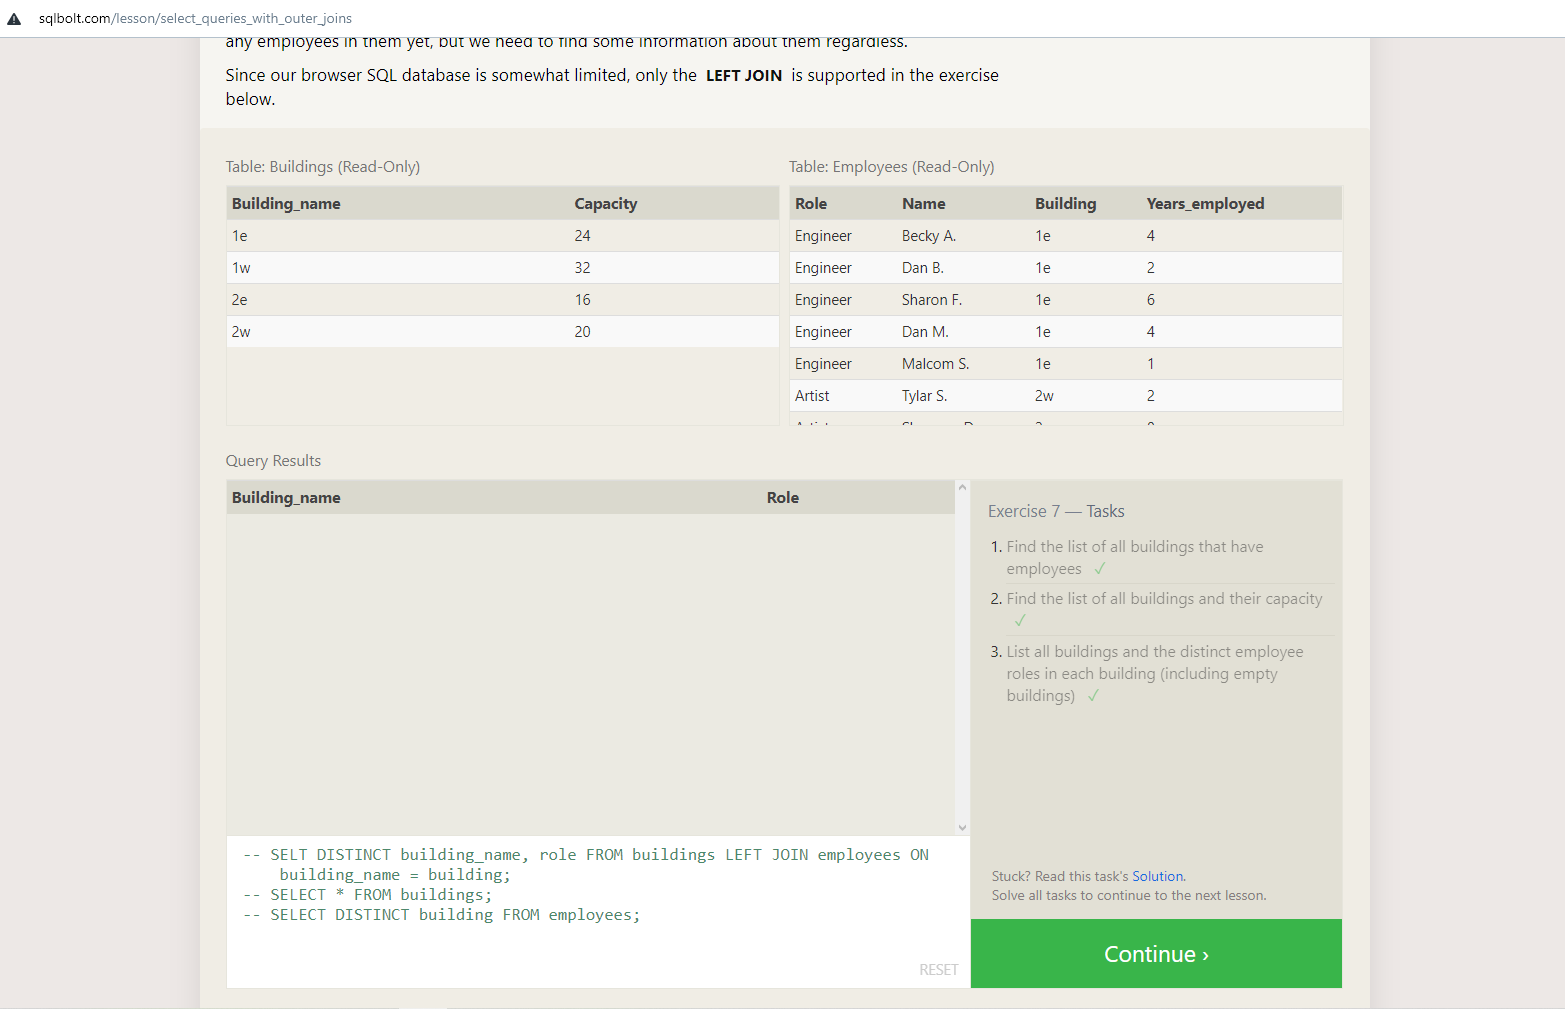 sqlbolt.com/lesson/select_queries_with_outer_joins
any employees in them yet, but we need to find some information about them regardless.
Since our browser SQL database is somewhat limited, only the LEFT JOIN is supported in the exercise
below.
Table: Buildings (Read-Only)
Building_name Capacity
1e 24
1w 32
2e 16
2w 20
Table: Employees (Read-Only)
Role Name Building Years_employed
Engineer Becky A. 1e 4
Engineer Dan B. 1e 2
Engineer Sharon F. 1e 6
Engineer Dan M. 1e 4
Engineer Malcom S. 1e 1
Artist Tylar S. 2w 2
Query Results
Building_name Role
Exercise 7 — Tasks
1. Find the list of all buildings that have
employees ✓
2. Find the list of all buildings and their capacity
✓
3. List all buildings and the distinct employee
roles in each building (including empty
buildings) ✓
-- SELT DISTINCT building_name, role FROM buildings LEFT JOIN employees ON
building_name = building;
-- SELECT * FROM buildings;
-- SELECT DISTINCT building FROM employees;
RESET
Stuck? Read this task's Solution.
Solve all tasks to continue to the next lesson.
Continue ›